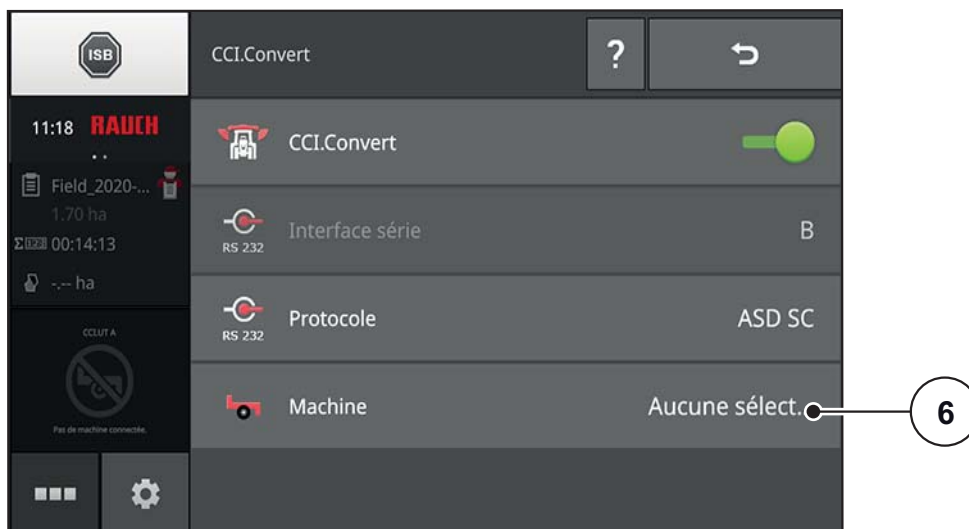 ISB
CCI.Convert
?
11:18 RAUCH
CCI.Convert
Field_2020-...
1.70 ha
Σ 123 00:14:13
RS 232 Interface série B
-.-- ha
RS 232 Protocole ASD SC
CCI.UT A
Machine Aucune sélect...
6
Pas de machine connectée.